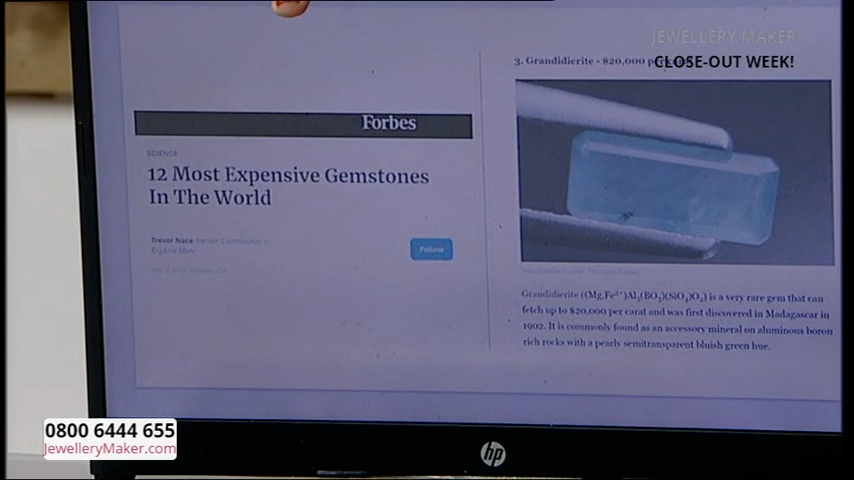 JEWELLERY MAKER
CLOSE-OUT WEEK!
Forbes
SCIENCE
12 Most Expensive Gemstones
In The World
Trevor Nace Senior Contributor
Follow
3. Grandidierite - $20,000
Grandidierite ((Mg,Fe²⁺)Al₃(BO₃)(SiO₄)O₂) is a very rare gem that can
fetch up to $20,000 per carat and was first discovered in Madagascar in
1902. It is commonly found as an accessory mineral on aluminous boron
rich rocks with a pearly semitransparent bluish green hue.
0800 6444 655
JewelleryMaker.com
hp